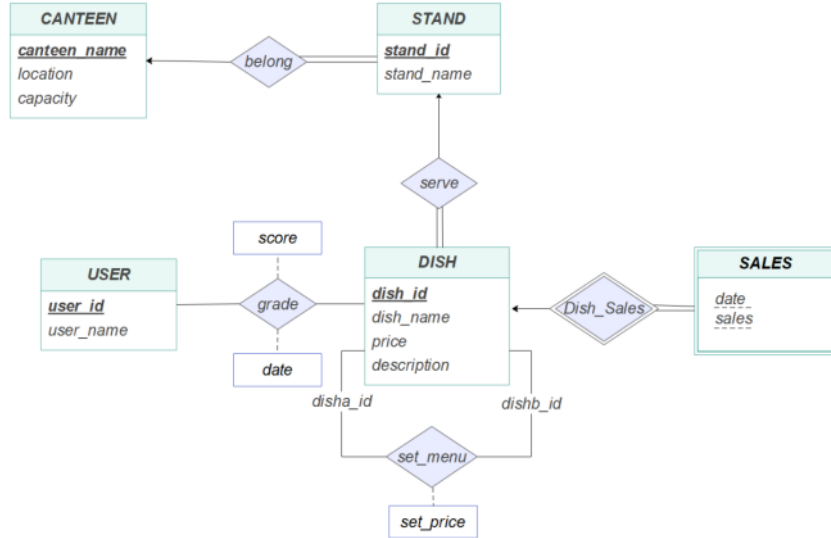 CANTEEN
canteen_name
location
capacity
belong
STAND
stand_id
stand_name
serve
score
USER
user_id
user_name
grade
date
DISH
dish_id
dish_name
price
description
Dish_Sales
SALES
date
sales
disha_id
dishb_id
set_menu
set_price